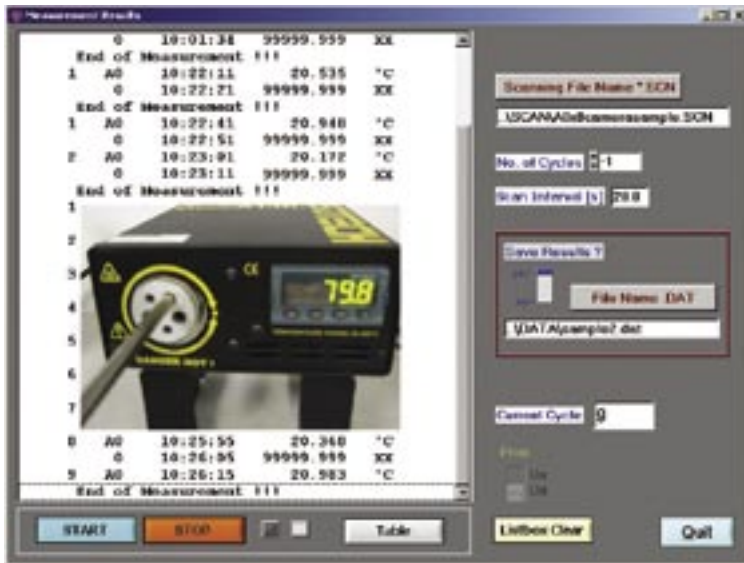 Measurement Results
0 10:01:34 99999.999 XX
End of Measurement !!!
1 A0 10:22:11 20.535 °C
0 10:22:21 99999.999 XX
End of Measurement !!!
1 A0 10:22:41 20.948 °C
0 10:22:51 99999.999 XX
2 A0 10:23:01 20.172 °C
0 10:23:11 99999.999 XX
End of Measurement !!!
1
2
3
4
5
6
7
CE
79.8
DANGER HOT !
8 A0 10:25:55 20.348 °C
0 10:26:05 99999.999 XX
9 A0 10:26:15 20.983 °C
End of Measurement !!!
START
STOP
Table
Scanning File Name *.SCN
No. of Cycles -1
Scan Interval [s] 20.0
Save Results ?
File Name .DAT
Current Cycle 9
Listbox Clear
Quit